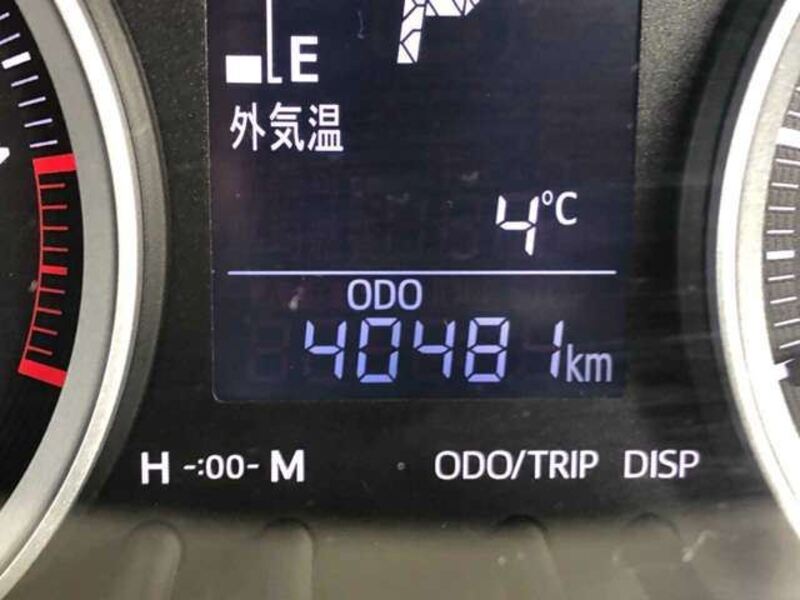 E
外気温
4°C
ODO
40481km
H -:00- M ODO/TRIP DISP